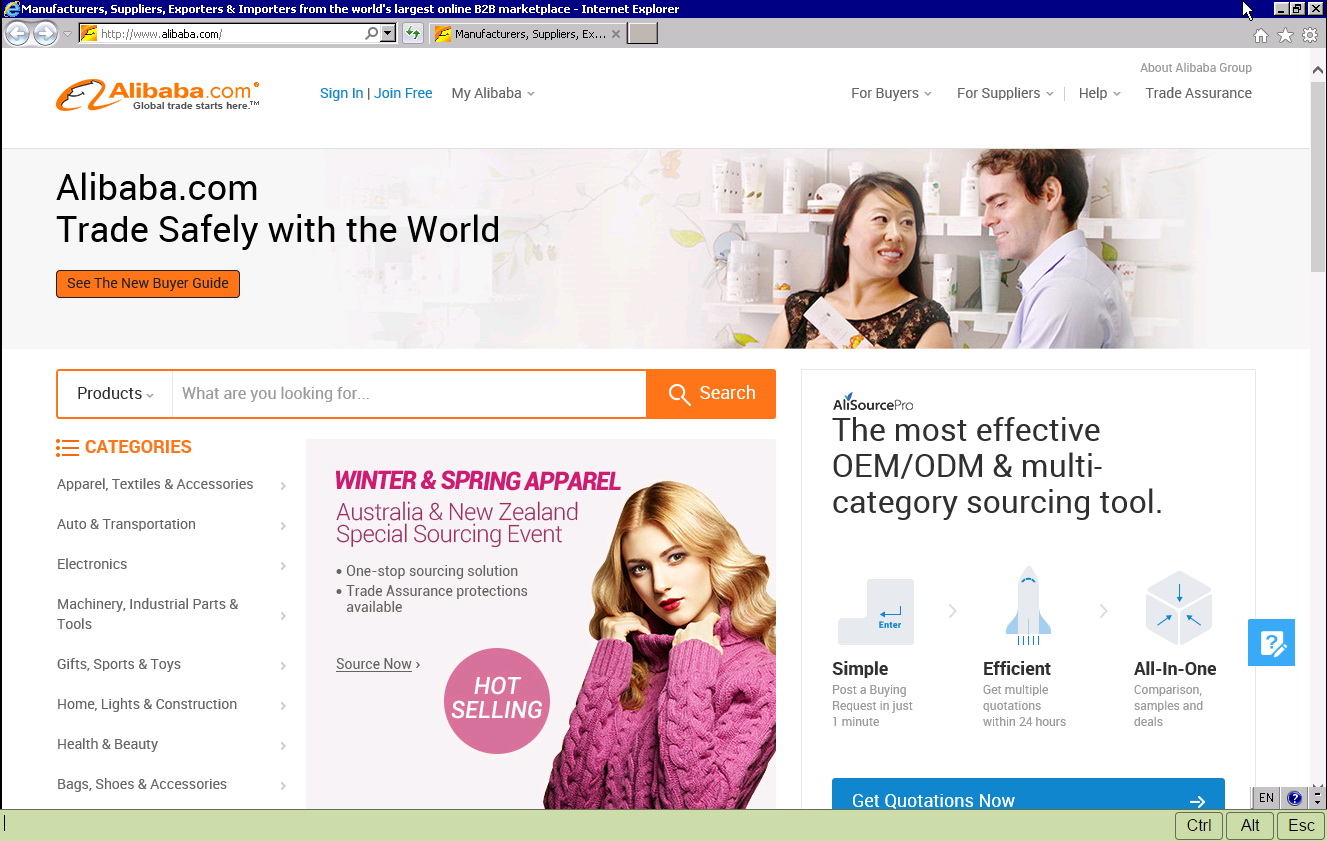 Manufacturers, Suppliers, Exporters & Importers from the world's largest online B2B marketplace - Internet Explorer
http://www.alibaba.com/
Manufacturers, Suppliers, Ex...
About Alibaba Group
Alibaba.com®
Global trade starts here.™
Sign In | Join Free
My Alibaba
For Buyers
For Suppliers
Help
Trade Assurance
Alibaba.com
Trade Safely with the World
See The New Buyer Guide
Products
What are you looking for...
Search
CATEGORIES
Apparel, Textiles & Accessories
Auto & Transportation
Electronics
Machinery, Industrial Parts &
Tools
Gifts, Sports & Toys
Home, Lights & Construction
Health & Beauty
Bags, Shoes & Accessories
WINTER & SPRING APPAREL
Australia & New Zealand
Special Sourcing Event
• One-stop sourcing solution
• Trade Assurance protections
available
Source Now ›
HOT
SELLING
AliSourcePro
The most effective
OEM/ODM & multi-
category sourcing tool.
Enter
Simple
Post a Buying
Request in just
1 minute
Efficient
Get multiple
quotations
within 24 hours
All-In-One
Comparison,
samples and
deals
Get Quotations Now
EN
Ctrl
Alt
Esc